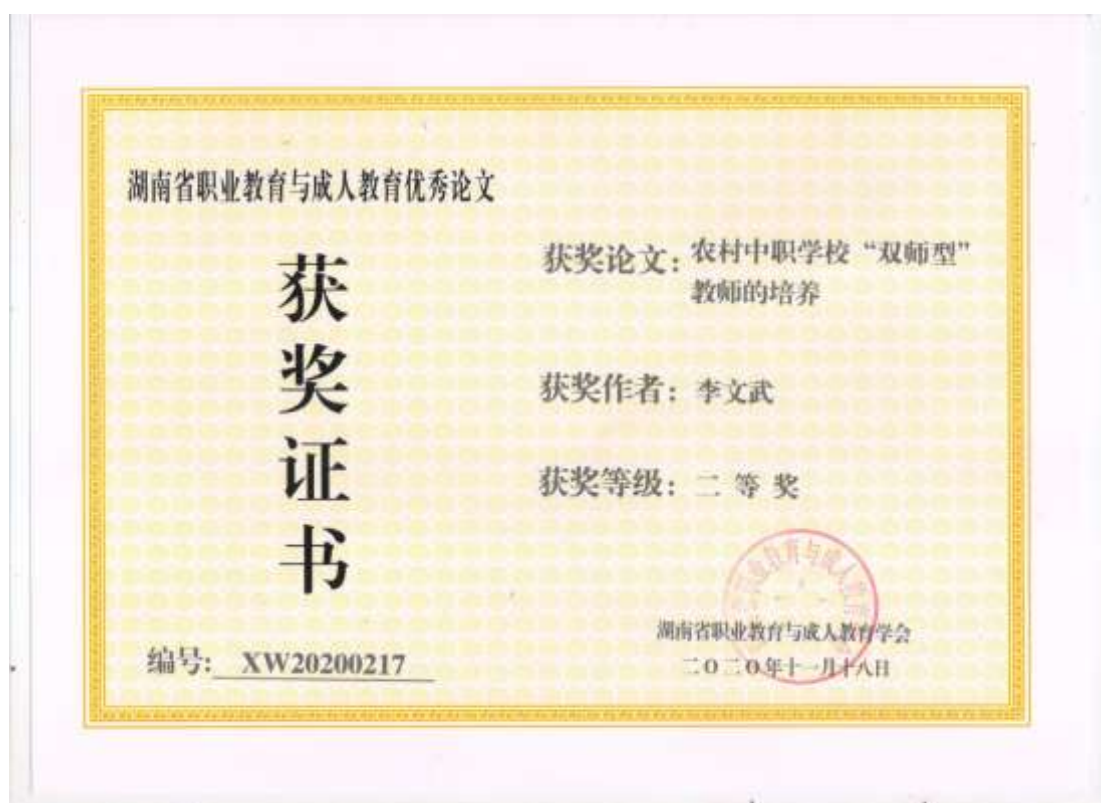 湖南省职业教育与成人教育优秀论文
获奖证书
编号: XW20200217
获奖论文: 农村中职学校“双师型”
教师的培养
获奖作者: 李文武
获奖等级: 二等奖
湖南省职业教育与成人教育学会
二〇二〇年十一月十八日